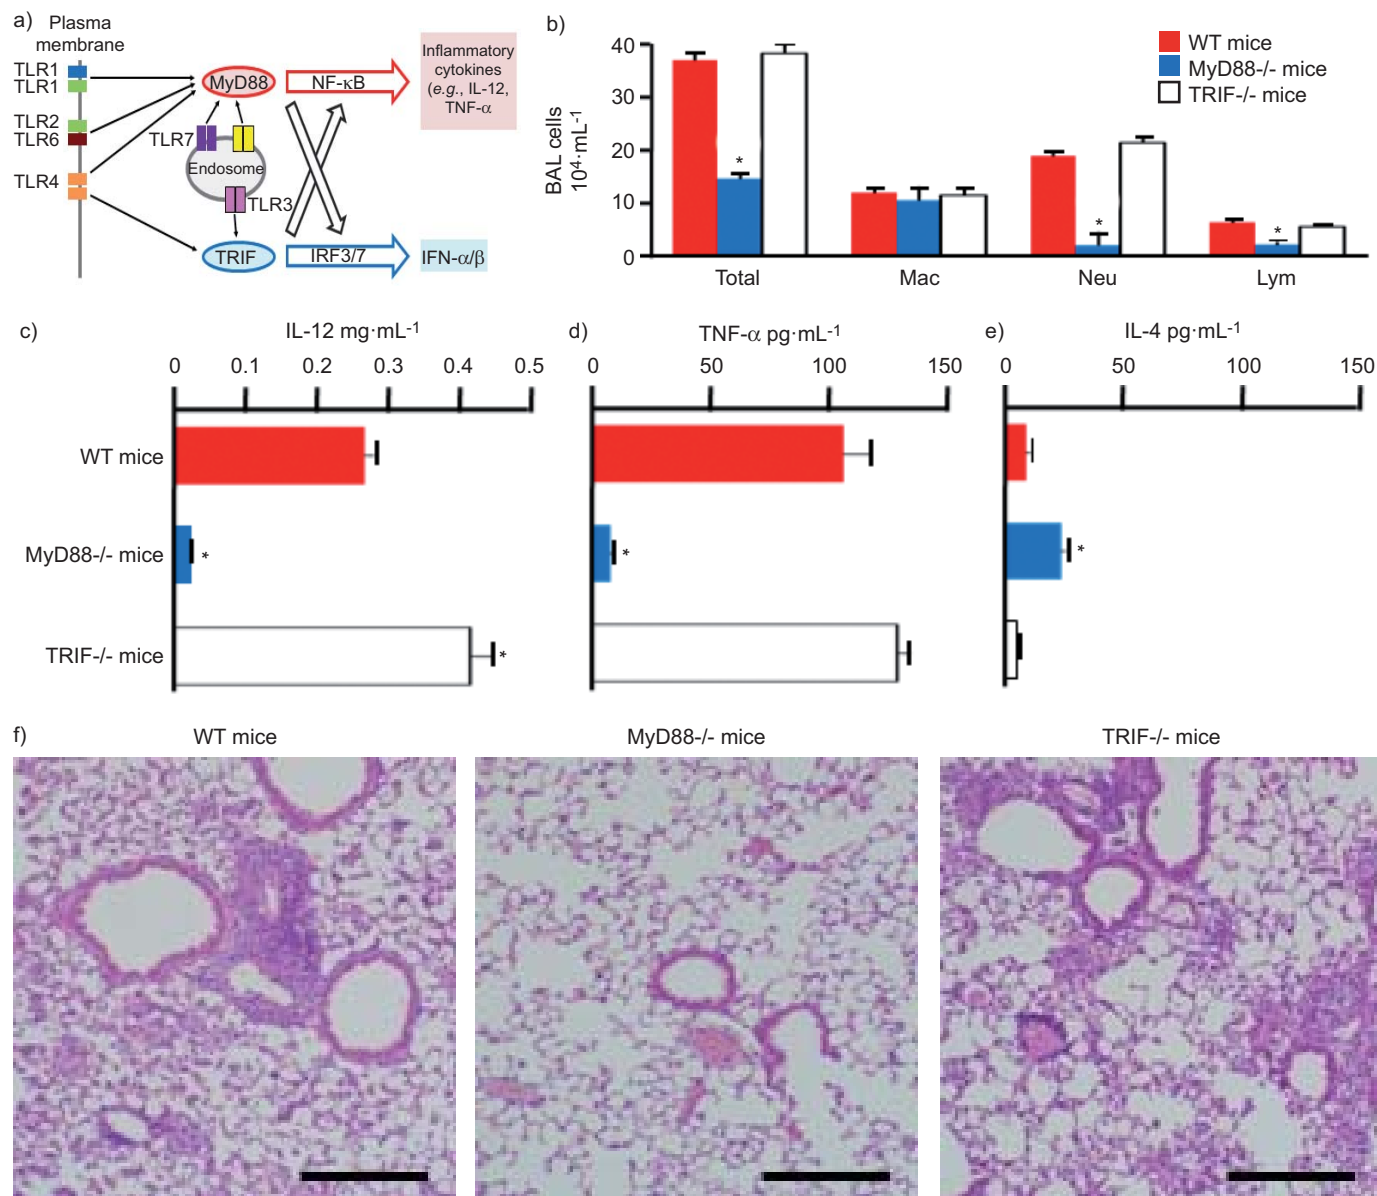 a)
Plasma
membrane
TLR1
TLR1
TLR2
TLR6
TLR4
MyD88
NF-κB
Inflammatory
cytokines
(e.g., IL-12,
TNF-α
TLR7
Endosome
TLR3
TRIF
IRF3/7
IFN-α/β
b)
BAL cells
10⁴·mL⁻¹
40
30
20
10
0
*
*
*
Total
Mac
Neu
Lym
WT mice
MyD88-/- mice
TRIF-/- mice
c)
IL-12 mg·mL⁻¹
0 0.1 0.2 0.3 0.4 0.5
WT mice
MyD88-/- mice
*
TRIF-/- mice
*
d)
TNF-α pg·mL⁻¹
0 50 100 150
*
e)
IL-4 pg·mL⁻¹
0 50 100 150
*
f)
WT mice
MyD88-/- mice
TRIF-/- mice